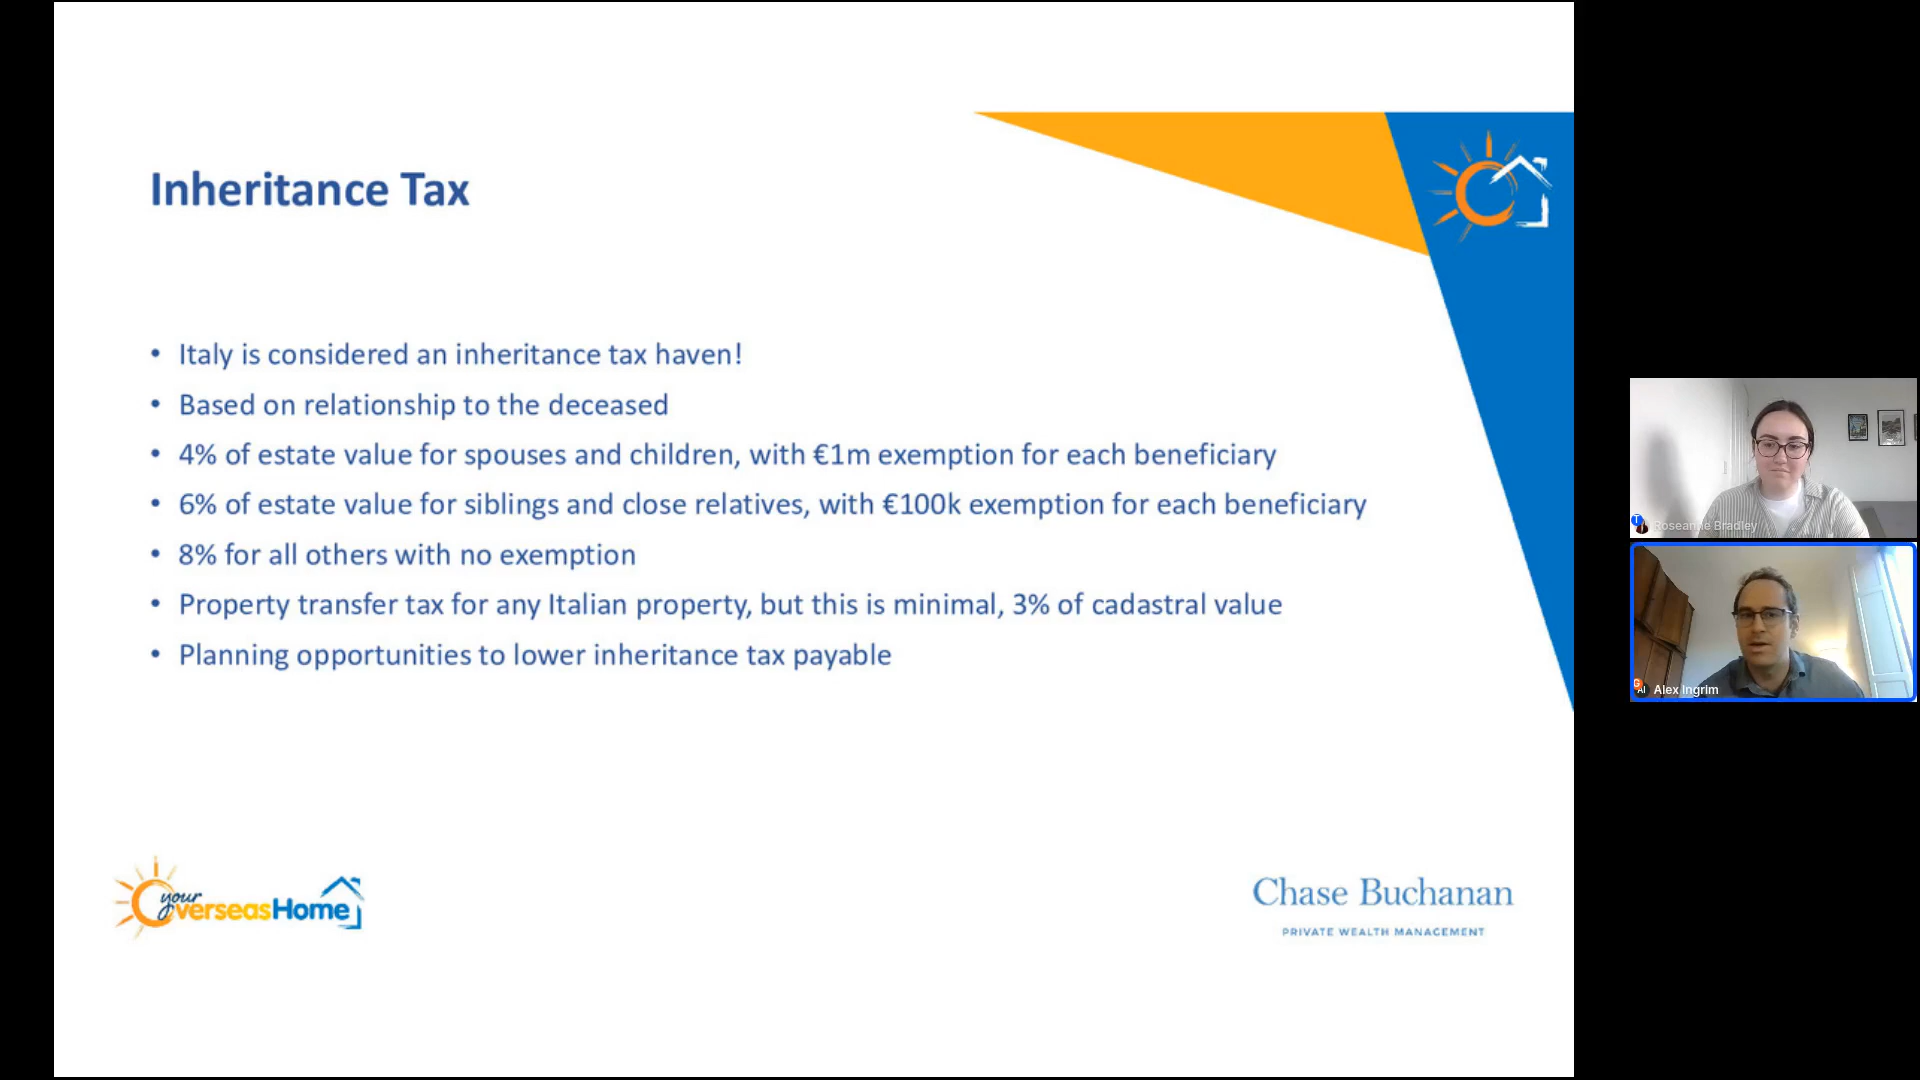 Inheritance Tax
• Italy is considered an inheritance tax haven!
• Based on relationship to the deceased
• 4% of estate value for spouses and children, with €1m exemption for each beneficiary
• 6% of estate value for siblings and close relatives, with €100k exemption for each beneficiary
• 8% for all others with no exemption
• Property transfer tax for any Italian property, but this is minimal, 3% of cadastral value
• Planning opportunities to lower inheritance tax payable
your
OverseasHome
Chase Buchanan
PRIVATE WEALTH MANAGEMENT
Roseanne Bradley
AI Alex Ingrim